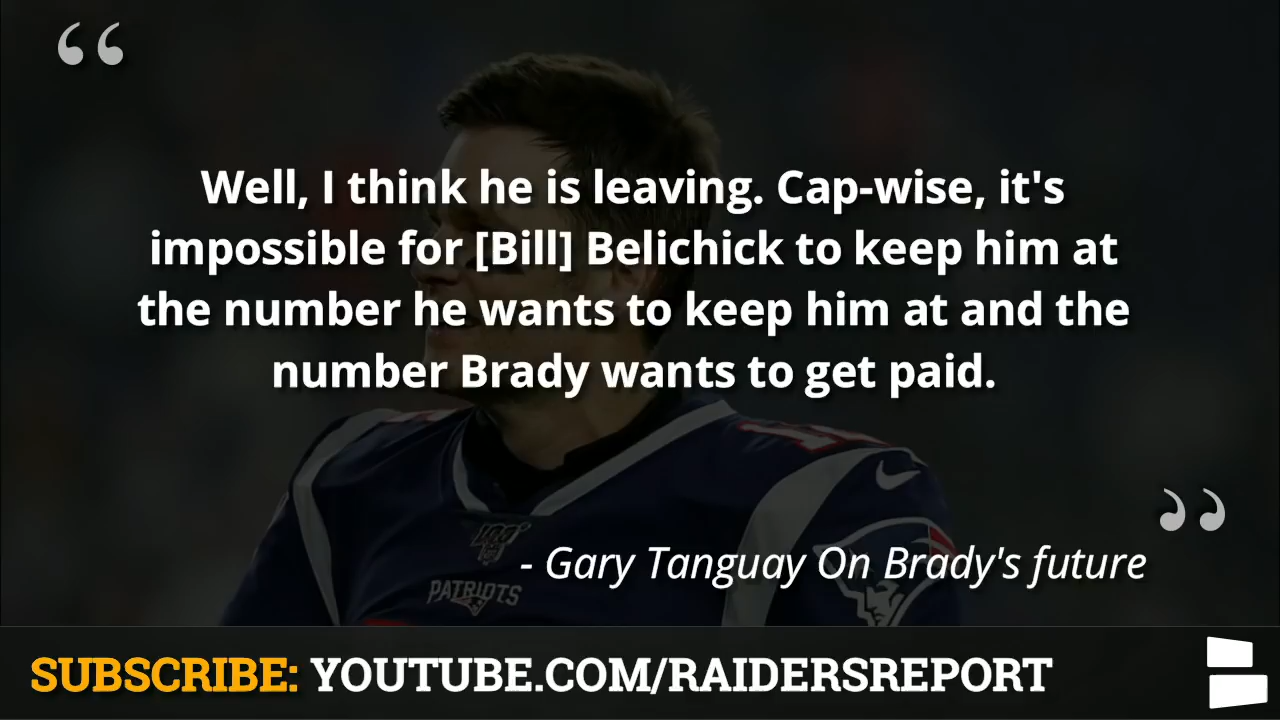 “
Well, I think he is leaving. Cap-wise, it's
impossible for [Bill] Belichick to keep him at
the number he wants to keep him at and the
number Brady wants to get paid.
”
- Gary Tanguay On Brady's future
PATRIOTS
SUBSCRIBE: YOUTUBE.COM/RAIDERSREPORT